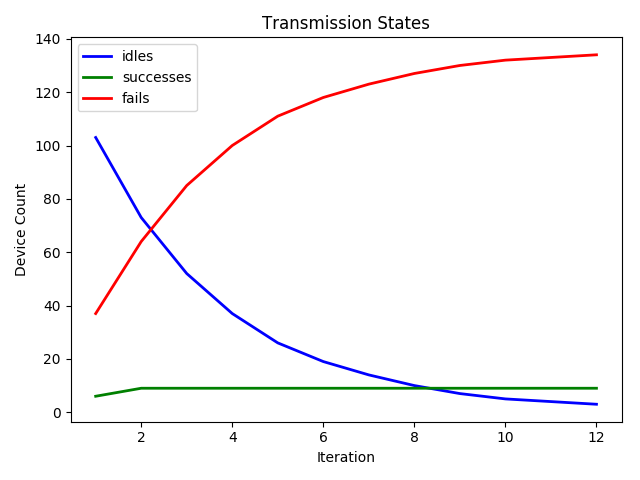 Transmission States
idles
successes
fails
Device Count
140
120
100
80
60
40
20
0
2 4 6 8 10 12
Iteration